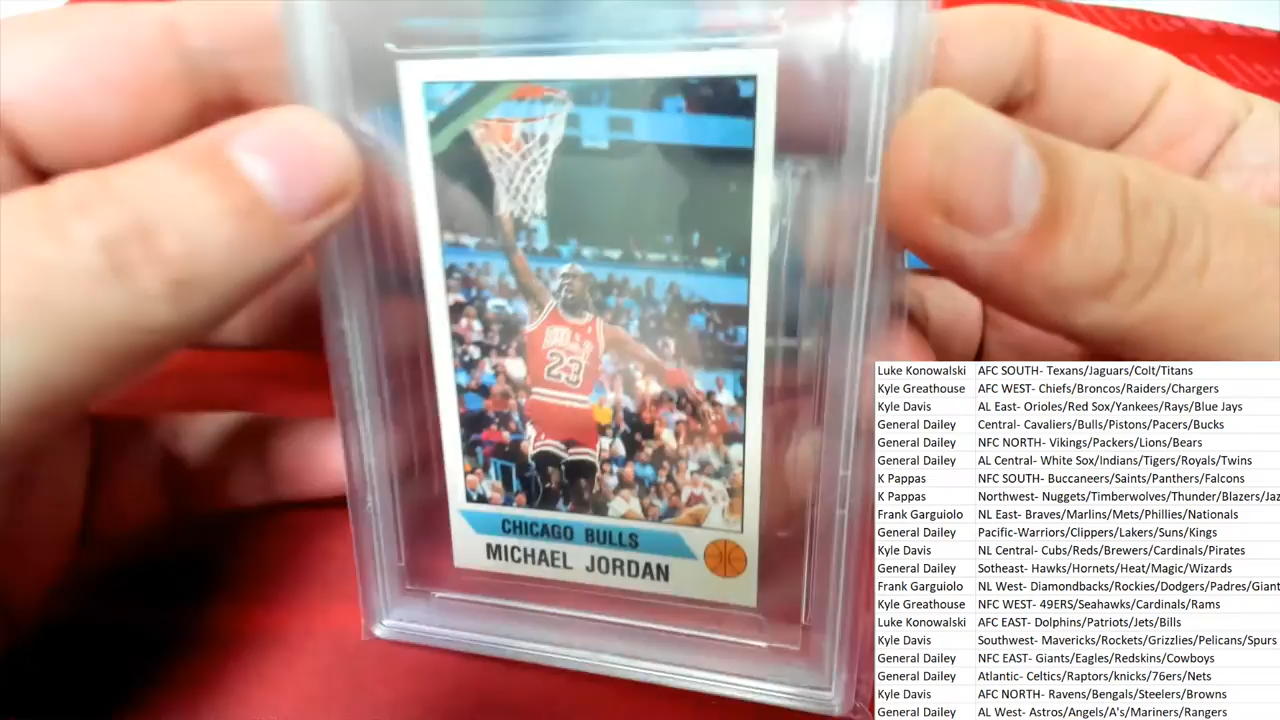 BULLS
23
CHICAGO BULLS
MICHAEL JORDAN
Luke Konowalski AFC SOUTH- Texans/Jaguars/Colt/Titans
Kyle Greathouse AFC WEST- Chiefs/Broncos/Raiders/Chargers
Kyle Davis AL East- Orioles/Red Sox/Yankees/Rays/Blue Jays
General Dailey Central- Cavaliers/Bulls/Pistons/Pacers/Bucks
General Dailey NFC NORTH- Vikings/Packers/Lions/Bears
General Dailey AL Central- White Sox/Indians/Tigers/Royals/Twins
K Pappas NFC SOUTH- Buccaneers/Saints/Panthers/Falcons
K Pappas Northwest- Nuggets/Timberwolves/Thunder/Blazers/Jaz
Frank Garguiolo NL East- Braves/Marlins/Mets/Phillies/Nationals
General Dailey Pacific-Warriors/Clippers/Lakers/Suns/Kings
Kyle Davis NL Central- Cubs/Reds/Brewers/Cardinals/Pirates
General Dailey Sotheast- Hawks/Hornets/Heat/Magic/Wizards
Frank Garguiolo NL West- Diamondbacks/Rockies/Dodgers/Padres/Giant
Kyle Greathouse NFC WEST- 49ERS/Seahawks/Cardinals/Rams
Luke Konowalski AFC EAST- Dolphins/Patriots/Jets/Bills
Kyle Davis Southwest- Mavericks/Rockets/Grizzlies/Pelicans/Spurs
General Dailey NFC EAST- Giants/Eagles/Redskins/Cowboys
General Dailey Atlantic- Celtics/Raptors/knicks/76ers/Nets
Kyle Davis AFC NORTH- Ravens/Bengals/Steelers/Browns
General Dailey AL West- Astros/Angels/A's/Mariners/Rangers